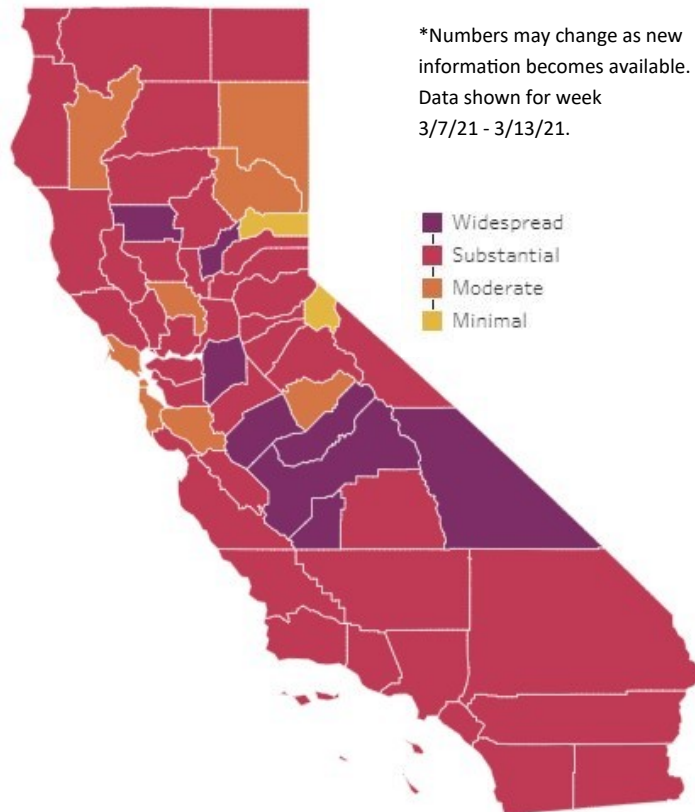 *Numbers may change as new
information becomes available.
Data shown for week
3/7/21 - 3/13/21.
Widespread
Substantial
Moderate
Minimal